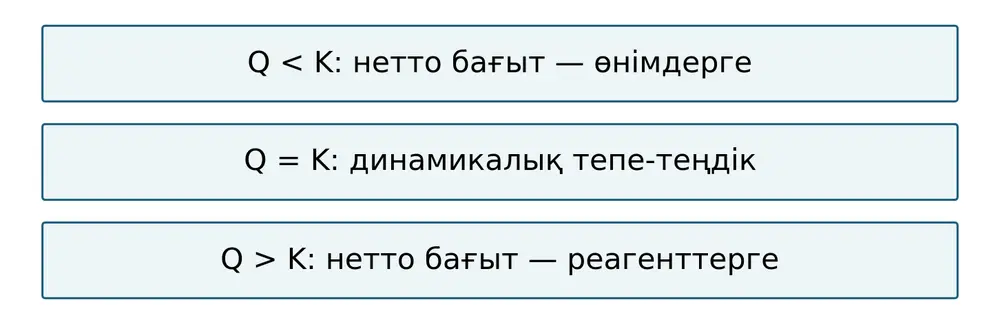 Q < K: нетто бағыт — өнімдерге
Q = K: динамикалық тепе-теңдік
Q > K: нетто бағыт — реагенттерге